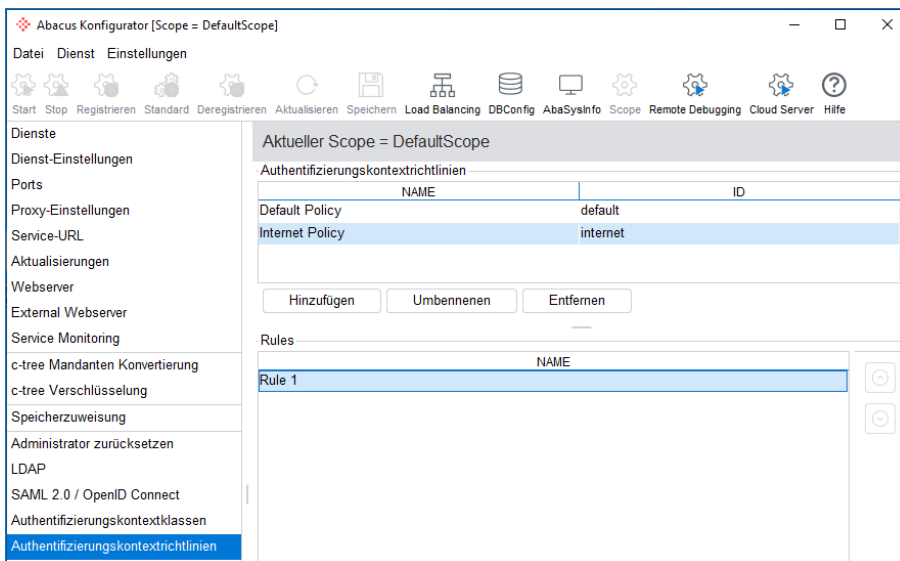 Abacus Konfigurator [Scope = DefaultScope]
Datei Dienst Einstellungen
Start Stop Registrieren Standard Deregistrieren Aktualisieren Speichern Load Balancing DBConfig AbaSysInfo Scope Remote Debugging Cloud Server Hilfe
Dienste
Dienst-Einstellungen
Ports
Proxy-Einstellungen
Service-URL
Aktualisierungen
Webserver
External Webserver
Service Monitoring
c-tree Mandanten Konvertierung
c-tree Verschlüsselung
Speicherzuweisung
Administrator zurücksetzen
LDAP
SAML 2.0 / OpenID Connect
Authentifizierungskontextklassen
Authentifizierungskontextrichtlinien
Aktueller Scope = DefaultScope
Authentifizierungskontextrichtlinien
NAME ID
Default Policy default
Internet Policy internet
Hinzufügen Umbennenen Entfernen
Rules
NAME
Rule 1